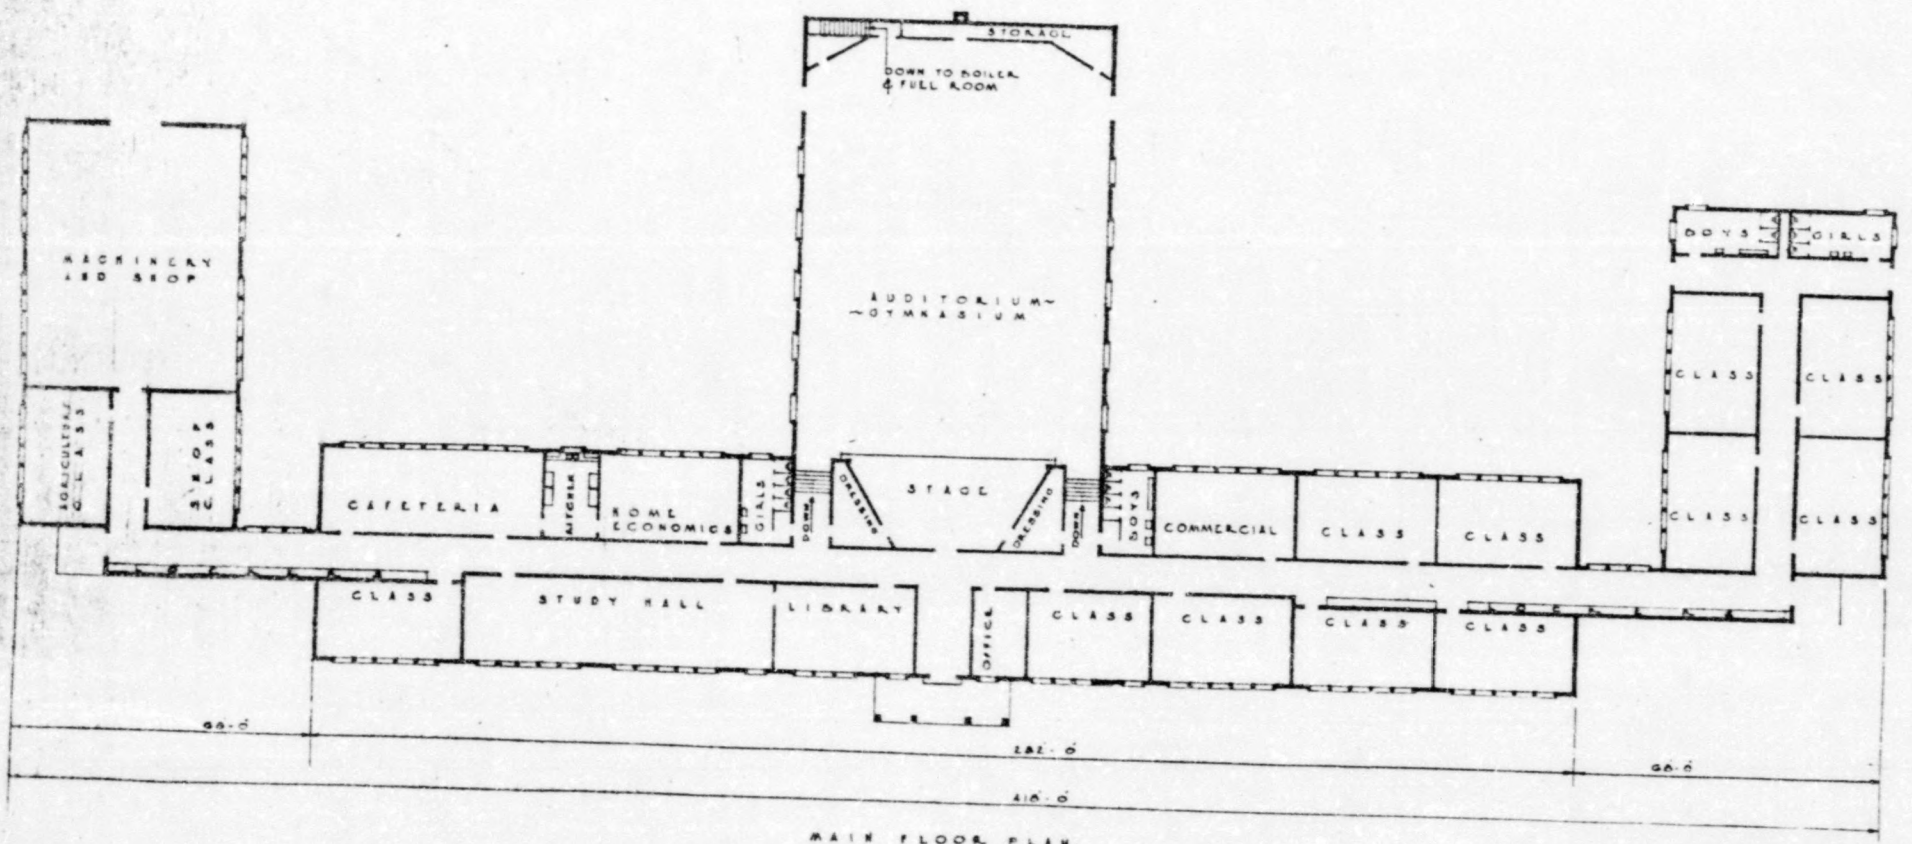 STORAGE
DOWN TO BOILER
& FUEL ROOM
MACHINERY
AND SHOP
BOYS
GIRLS
AUDITORIUM~
~GYMNASIUM
CLASS
CLASS
AGRICULTURE
CLASS
SHOP
CLASS
CAFETERIA
KITCHEN
HOME
ECONOMICS
GIRLS
DOWN
DRESSING
STAGE
DRESSING
DOWN
BOYS
COMMERCIAL
CLASS
CLASS
CLASS
CLASS
CLASS
STUDY HALL
LIBRARY
OFFICE
CLASS
CLASS
CLASS
CLASS
68'-0"
282'-0"
68'-0"
418'-0"
MAIN FLOOR PLAN